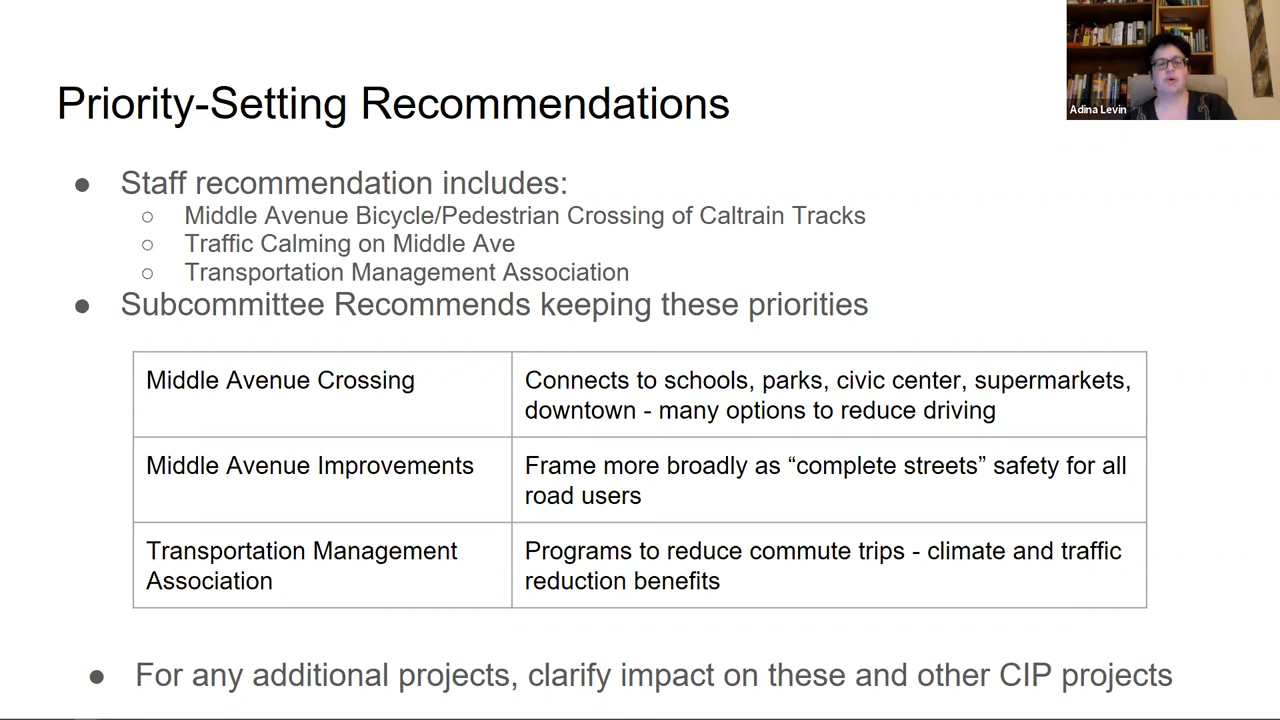 Adina Levin
Priority-Setting Recommendations
● Staff recommendation includes:
○ Middle Avenue Bicycle/Pedestrian Crossing of Caltrain Tracks
○ Traffic Calming on Middle Ave
○ Transportation Management Association
● Subcommittee Recommends keeping these priorities
Middle Avenue Crossing
Connects to schools, parks, civic center, supermarkets,
downtown - many options to reduce driving
Middle Avenue Improvements
Frame more broadly as “complete streets” safety for all
road users
Transportation Management
Association
Programs to reduce commute trips - climate and traffic
reduction benefits
● For any additional projects, clarify impact on these and other CIP projects